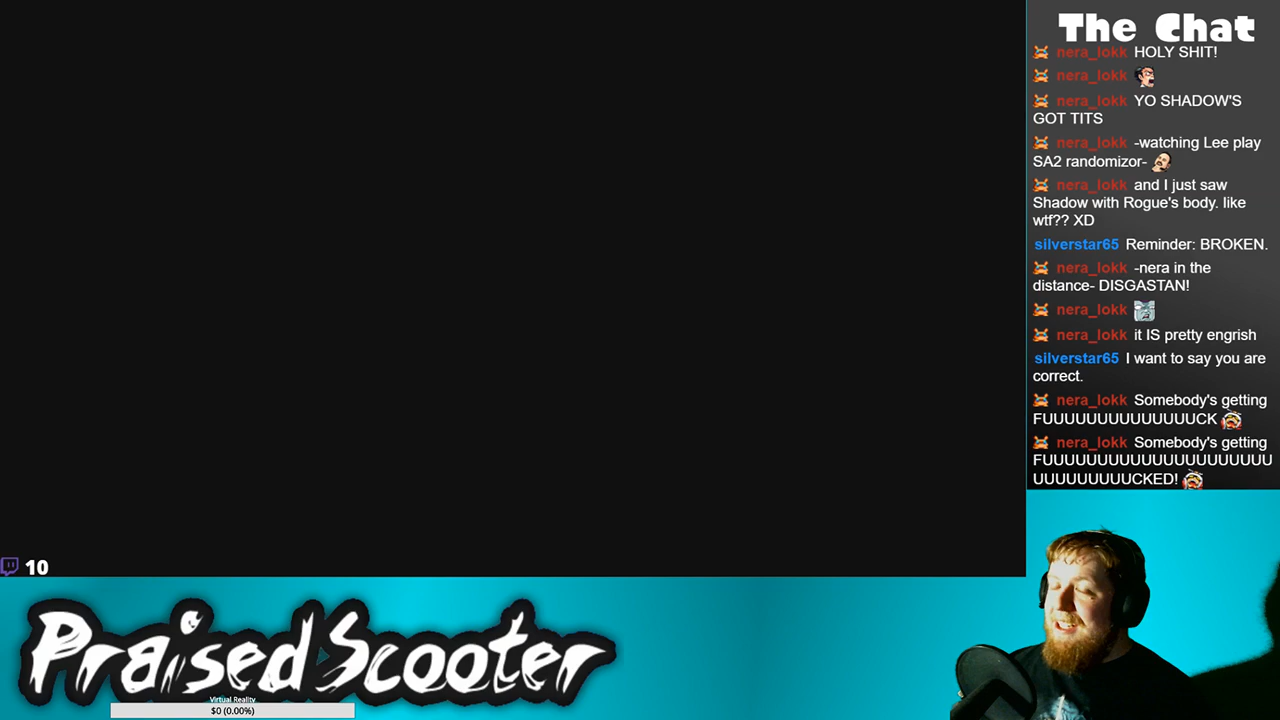 The Chat
nera_lokk HOLY SHIT!
nera_lokk
nera_lokk YO SHADOW'S
GOT TITS
nera_lokk -watching Lee play
SA2 randomizor-
nera_lokk and I just saw
Shadow with Rogue's body. like
wtf?? XD
silverstar65 Reminder: BROKEN.
nera_lokk -nera in the
distance- DISGASTAN!
nera_lokk
nera_lokk it IS pretty engrish
silverstar65 I want to say you are
correct.
nera_lokk Somebody's getting
FUUUUUUUUUUUUUUCK
nera_lokk Somebody's getting
FUUUUUUUUUUUUUUUUUUUUU
UUUUUUUUUCKED!
10
PraisedScooter
Virtual Reality
$0 (0.00%)